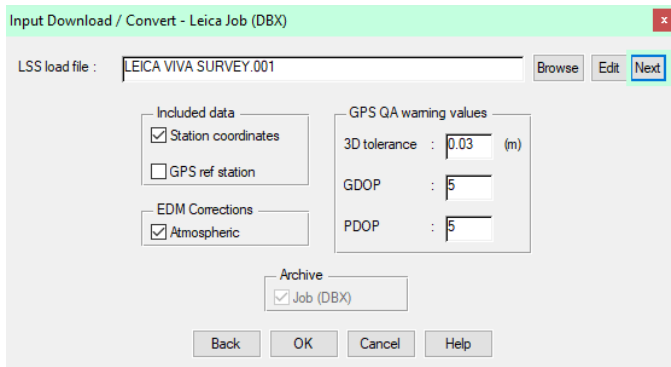 Input Download / Convert - Leica Job (DBX)
x
LSS load file : LEICA VIVA SURVEY.001 Browse Edit Next
Included data
Station coordinates
GPS ref station
EDM Corrections
Atmospheric
GPS QA warning values
3D tolerance : 0.03 (m)
GDOP : 5
PDOP : 5
Archive
Job (DBX)
Back OK Cancel Help